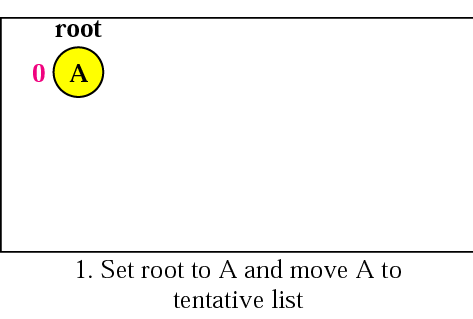 root
0 A
1. Set root to A and move A to
tentative list